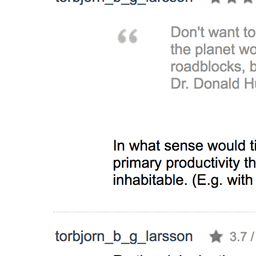 torbjorn_b_g_larsson
Don't want to
the planet wo
roadblocks, b
Dr. Donald H
In what sense would ti
primary productivity th
inhabitable. (E.g. with
torbjorn_b_g_larsson 3.7 /